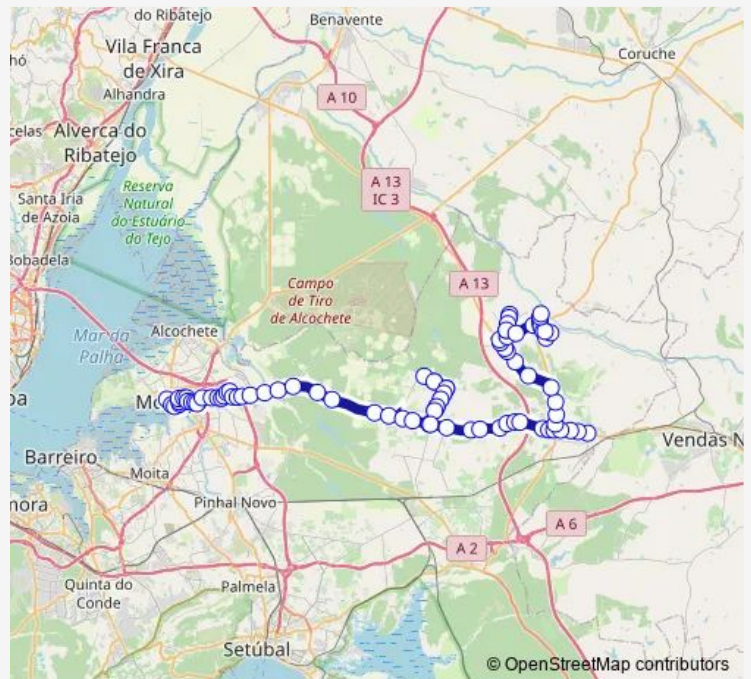 do Ribatejo
Benavente
Vila Franca
de Xira
hó
Coruche
Alhandra
A 10
elas
Alverca do
Ribatejo
A 13
IC 3
Santa Iria
de Azoia
Reserva
Natural
do Estuário
do Tejo
Bobadela
A 13
Campo
de Tiro
de Alcochete
Mar da
Palha
Alcochete
oa
Mo
Vendas N
Barreiro
Moita
Pinhal Novo
mora
A 6
A 2
Quinta do
Conde
Palmela
Setúbal
© OpenStreetMap contributors